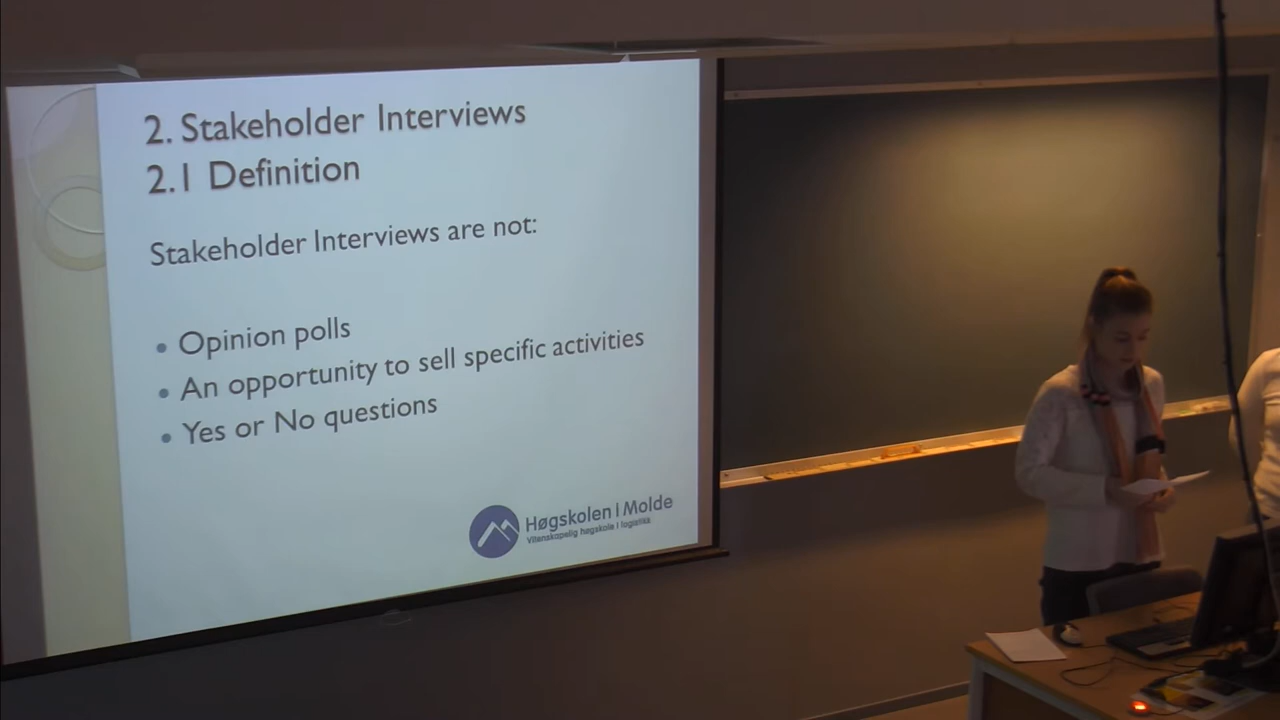 2. Stakeholder Interviews
2.1 Definition
Stakeholder Interviews are not:
• Opinion polls
• An opportunity to sell specific activities
• Yes or No questions
Høgskolen i Molde
Vitenskapelig høgskole i logistikk